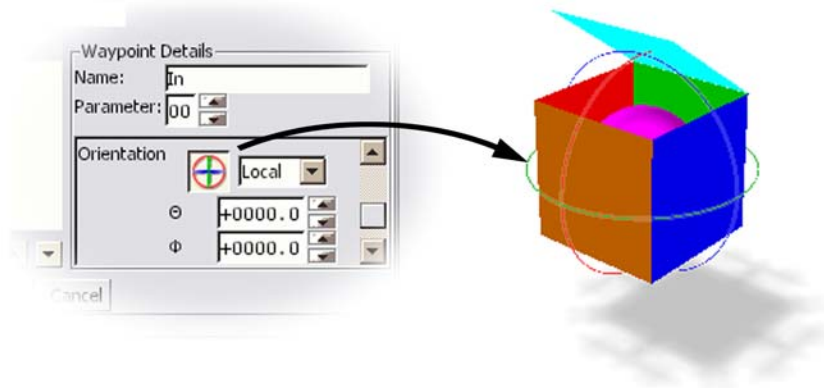 Waypoint Details
Name: In
Parameter: 00
Orientation Local
Θ +0000.0
Φ +0000.0
Cancel